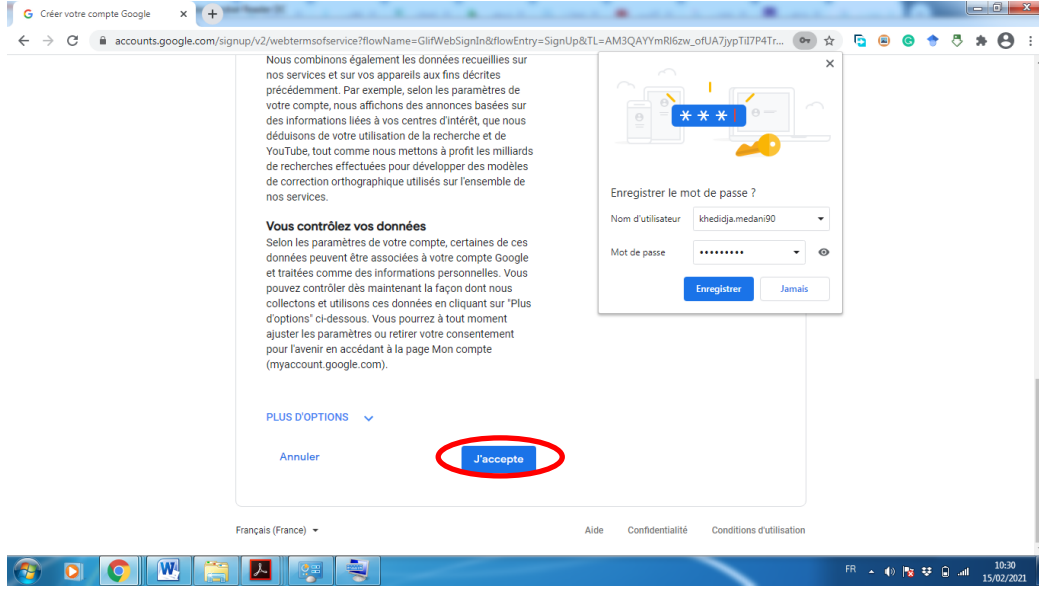 Créer votre compte Google
accounts.google.com/signup/v2/webtermsofservice?flowName=GlifWebSignIn&flowEntry=SignUp&TL=AM3QAYYmRI6zw_ofUA7jypTiI7P4Tr...
Nous combinons également les données recueillies sur
nos services et sur vos appareils aux fins décrites
précédemment. Par exemple, selon les paramètres de
votre compte, nous affichons des annonces basées sur
des informations liées à vos centres d'intérêt, que nous
déduisons de votre utilisation de la recherche et de
YouTube, tout comme nous mettons à profit les milliards
de recherches effectuées pour développer des modèles
de correction orthographique utilisés sur l'ensemble de
nos services.
Vous contrôlez vos données
Selon les paramètres de votre compte, certaines de ces
données peuvent être associées à votre compte Google
et traitées comme des informations personnelles. Vous
pouvez contrôler dès maintenant la façon dont nous
collectons et utilisons ces données en cliquant sur "Plus
d'options" ci-dessous. Vous pourrez à tout moment
ajuster les paramètres ou retirer votre consentement
pour l'avenir en accédant à la page Mon compte
(myaccount.google.com).
PLUS D'OPTIONS
Annuler
J'accepte
Enregistrer le mot de passe ?
Nom d'utilisateur khedidja.medani90
Mot de passe •••••••••
Enregistrer Jamais
Français (France) Aide Confidentialité Conditions d'utilisation
FR 10:30
15/02/2021